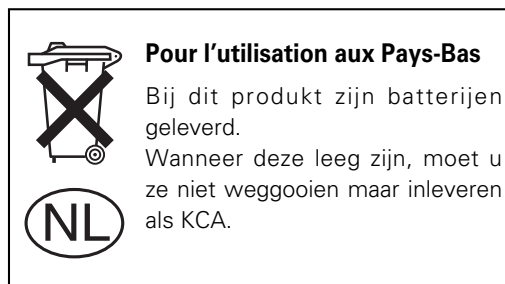 Pour l'utilisation aux Pays-Bas
Bij dit produkt zijn batterijen
geleverd.
Wanneer deze leeg zijn, moet u
ze niet weggooien maar inleveren
als KCA.
NL